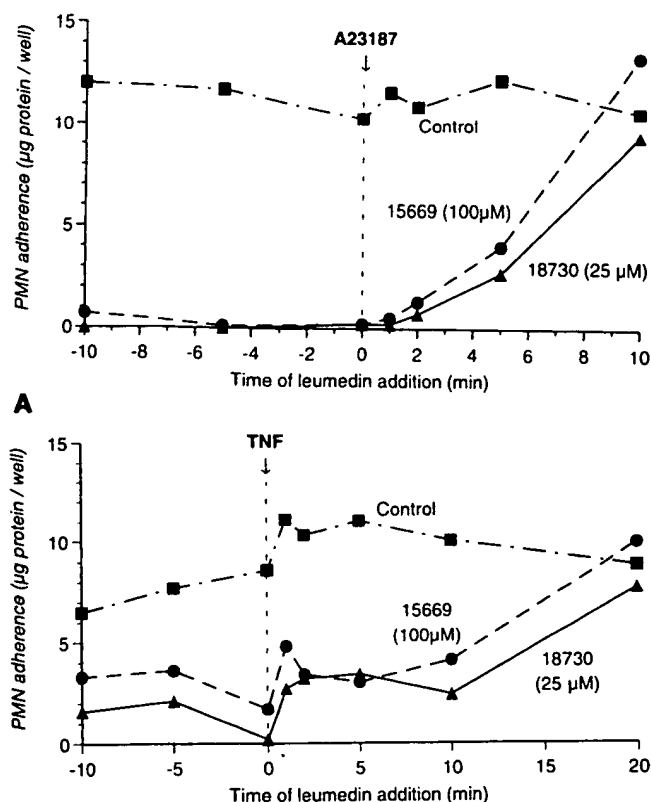 A23187
↓
15
10
5
0
PMN adherence (µg protein / well)
Control
15669 (100µM)
18730 (25 µM)
-10 -8 -6 -4 -2 0 2 4 6 8 10
Time of leumedin addition (min)
A
TNF
↓
15
10
5
0
PMN adherence (µg protein / well)
Control
15669
(100µM)
18730
(25 µM)
-10 -5 0 5 10 15 20
Time of leumedin addition (min)